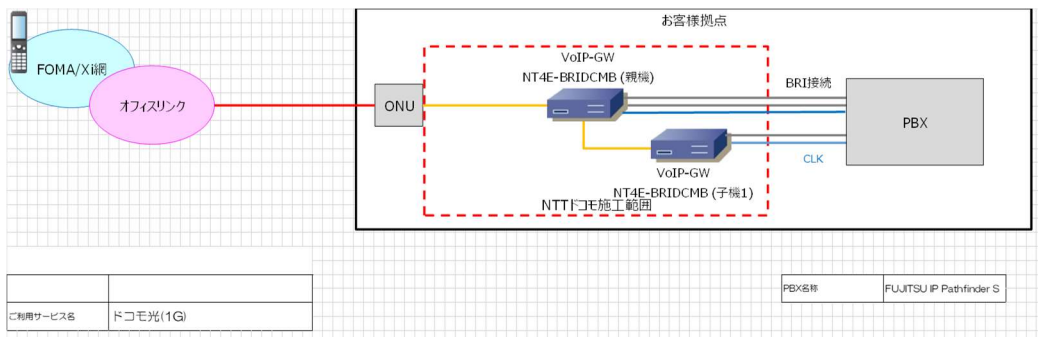 お客様拠点
FOMA/Xi網
オフィスリンク
ONU
VoIP-GW
NT4E-BRIDCMB (親機)
BRI接続
PBX
CLK
VoIP-GW
NT4E-BRIDCMB (子機1)
NTTドコモ施工範囲
PBX名称 FUJITSU IP Pathfinder S
ご利用サービス名 ドコモ光(1G)